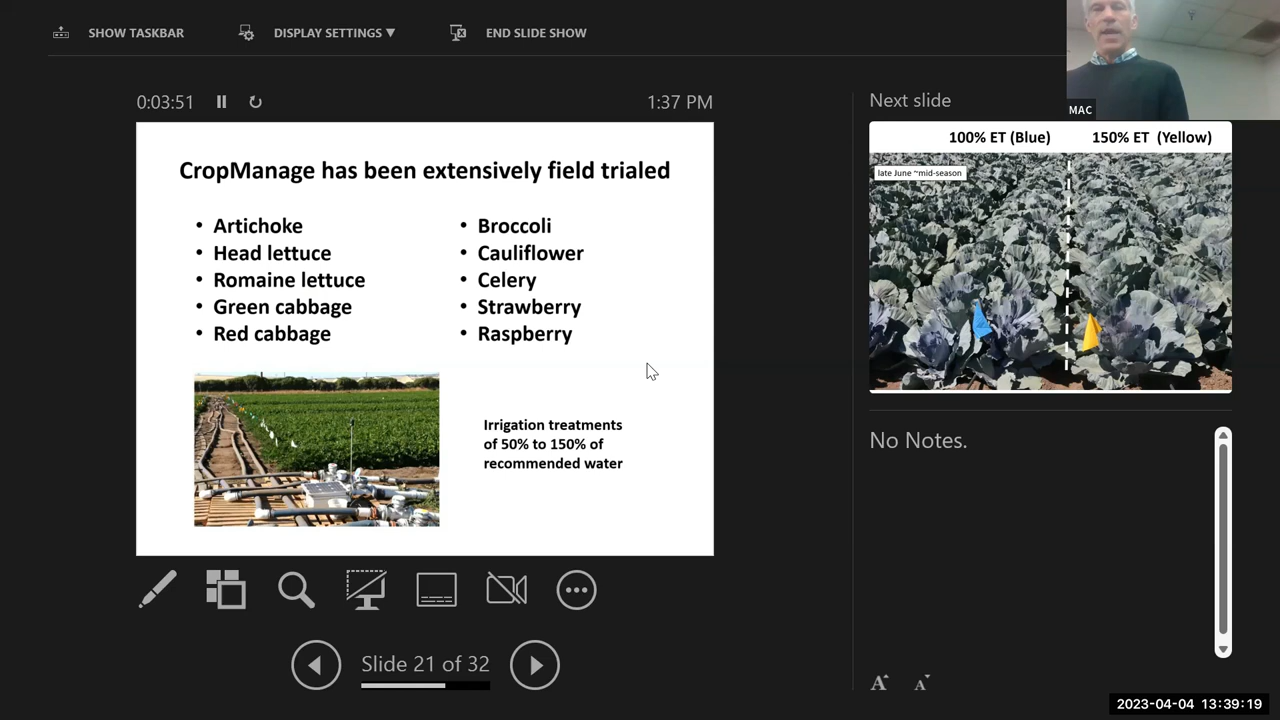 SHOW TASKBAR
DISPLAY SETTINGS ▼
END SLIDE SHOW
MAC
0:03:51
1:37 PM
CropManage has been extensively field trialed
• Artichoke
• Head lettuce
• Romaine lettuce
• Green cabbage
• Red cabbage
• Broccoli
• Cauliflower
• Celery
• Strawberry
• Raspberry
Irrigation treatments
of 50% to 150% of
recommended water
Slide 21 of 32
Next slide
100% ET (Blue)
150% ET (Yellow)
late June ~mid-season
No Notes.
A A
2023-04-04 13:39:19